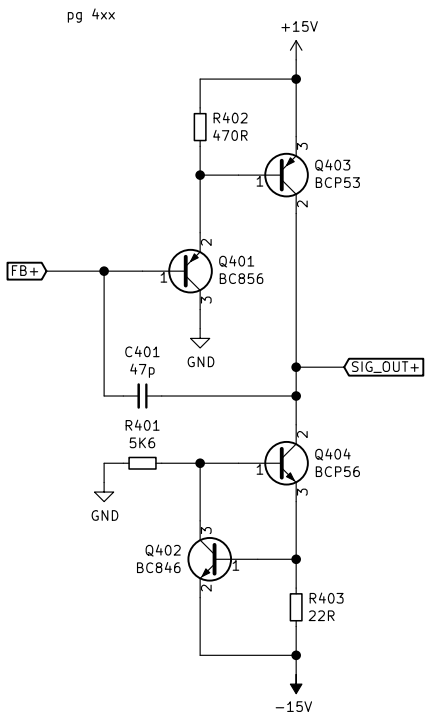 pg 4xx
+15V
R402
470R
3
Q403
BCP53
1
2
2
Q401
BC856
FB+
1
3
GND
C401
47p
SIG_OUT+
R401
5K6
2
Q404
BCP56
1
3
GND
3
Q402
BC846
1
2
R403
22R
-15V